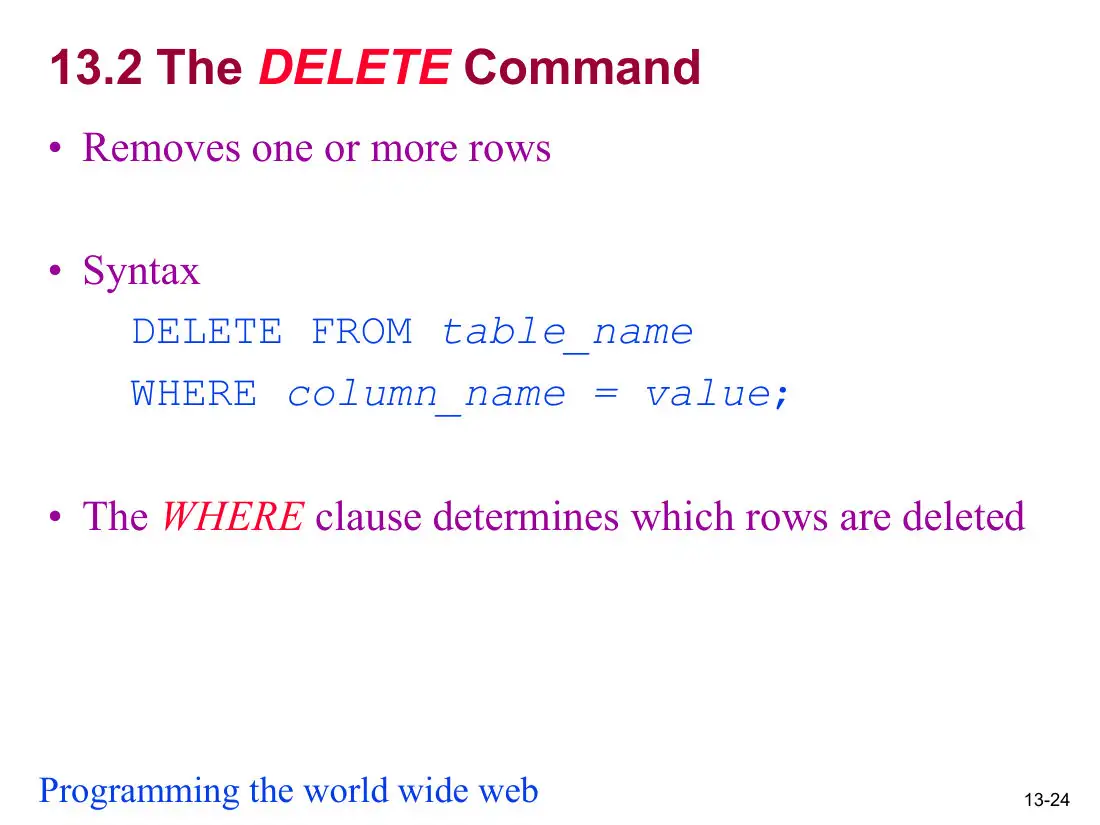 13.2 The DELETE Command
• Removes one or more rows
• Syntax
DELETE FROM table_name
WHERE column_name = value;
• The WHERE clause determines which rows are deleted
Programming the world wide web
13-24